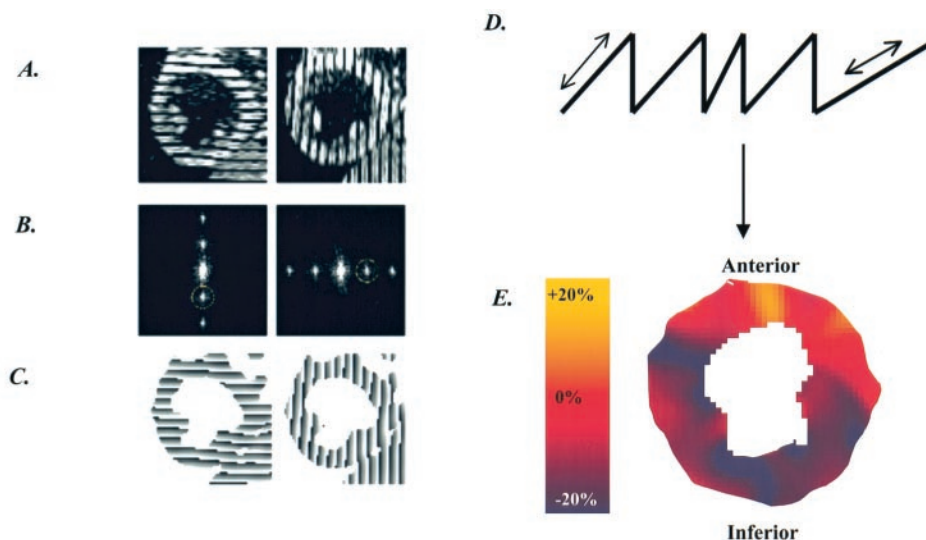 A.
B.
C.
D.
Anterior
E.
+20%
0%
-20%
Inferior